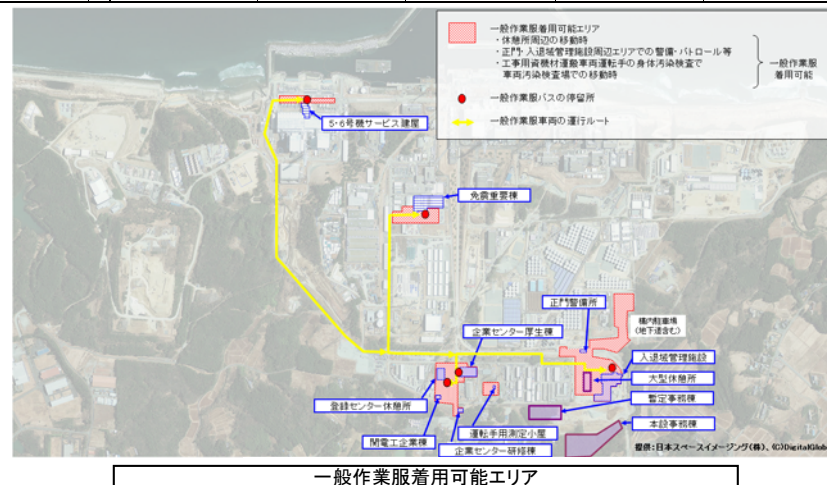 一般作業服着用可能エリア
・休憩所周辺の移動時
・正門・入退域管理施設周辺エリアでの警備・パトロール等
・工事用資機材運搬車両運転手の身体汚染検査で
車両汚染検査場での移動時
一般作業服
着用可能
一般作業服バスの停留所
一般作業服車両の運行ルート
5・6号機サービス建屋
免震重要棟
正門警備所
構内駐車場
(地下道含む)
企業センター厚生棟
入退域管理施設
大型休憩所
登録センター休憩所
暫定事務棟
運転手用測定小屋
本設事務棟
関電工企業棟
企業センター研修棟
提供:日本スペースイメージング(株)、(C)DigitalGlob
一般作業服着用可能エリア